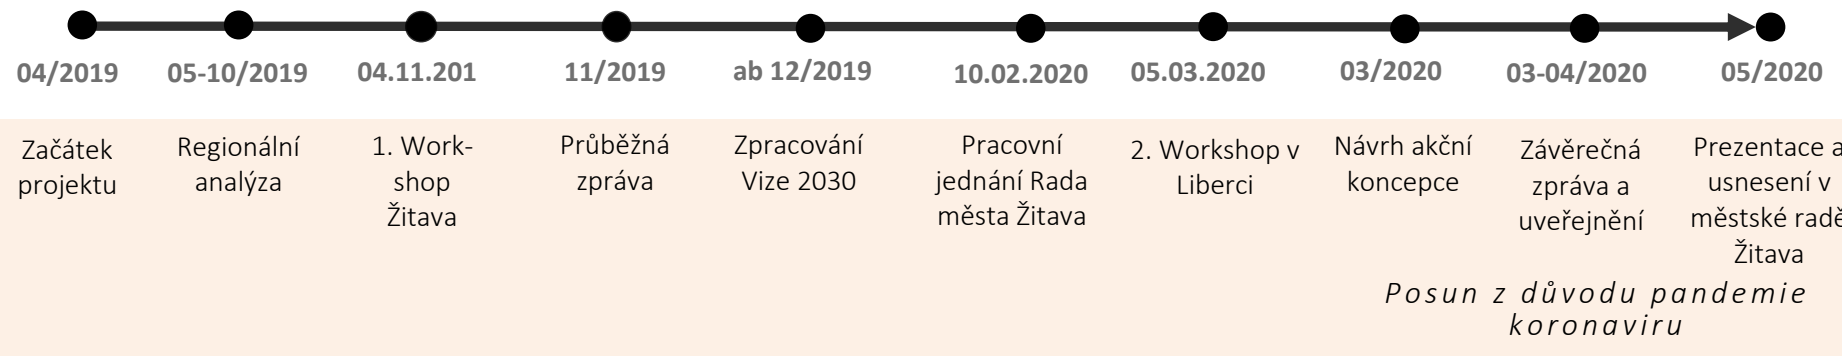 04/2019
05-10/2019
04.11.201
11/2019
ab 12/2019
10.02.2020
05.03.2020
03/2020
03-04/2020
05/2020
Začátek
projektu
Regionální
analýza
1. Work-
shop
Žitava
Průběžná
zpráva
Zpracování
Vize 2030
Pracovní
jednání Rada
města Žitava
2. Workshop v
Liberci
Návrh akční
koncepce
Závěrečná
zpráva a
uveřejnění
Prezentace a
usnesení v
městské radě
Žitava
Posun z důvodu pandemie
koronaviru